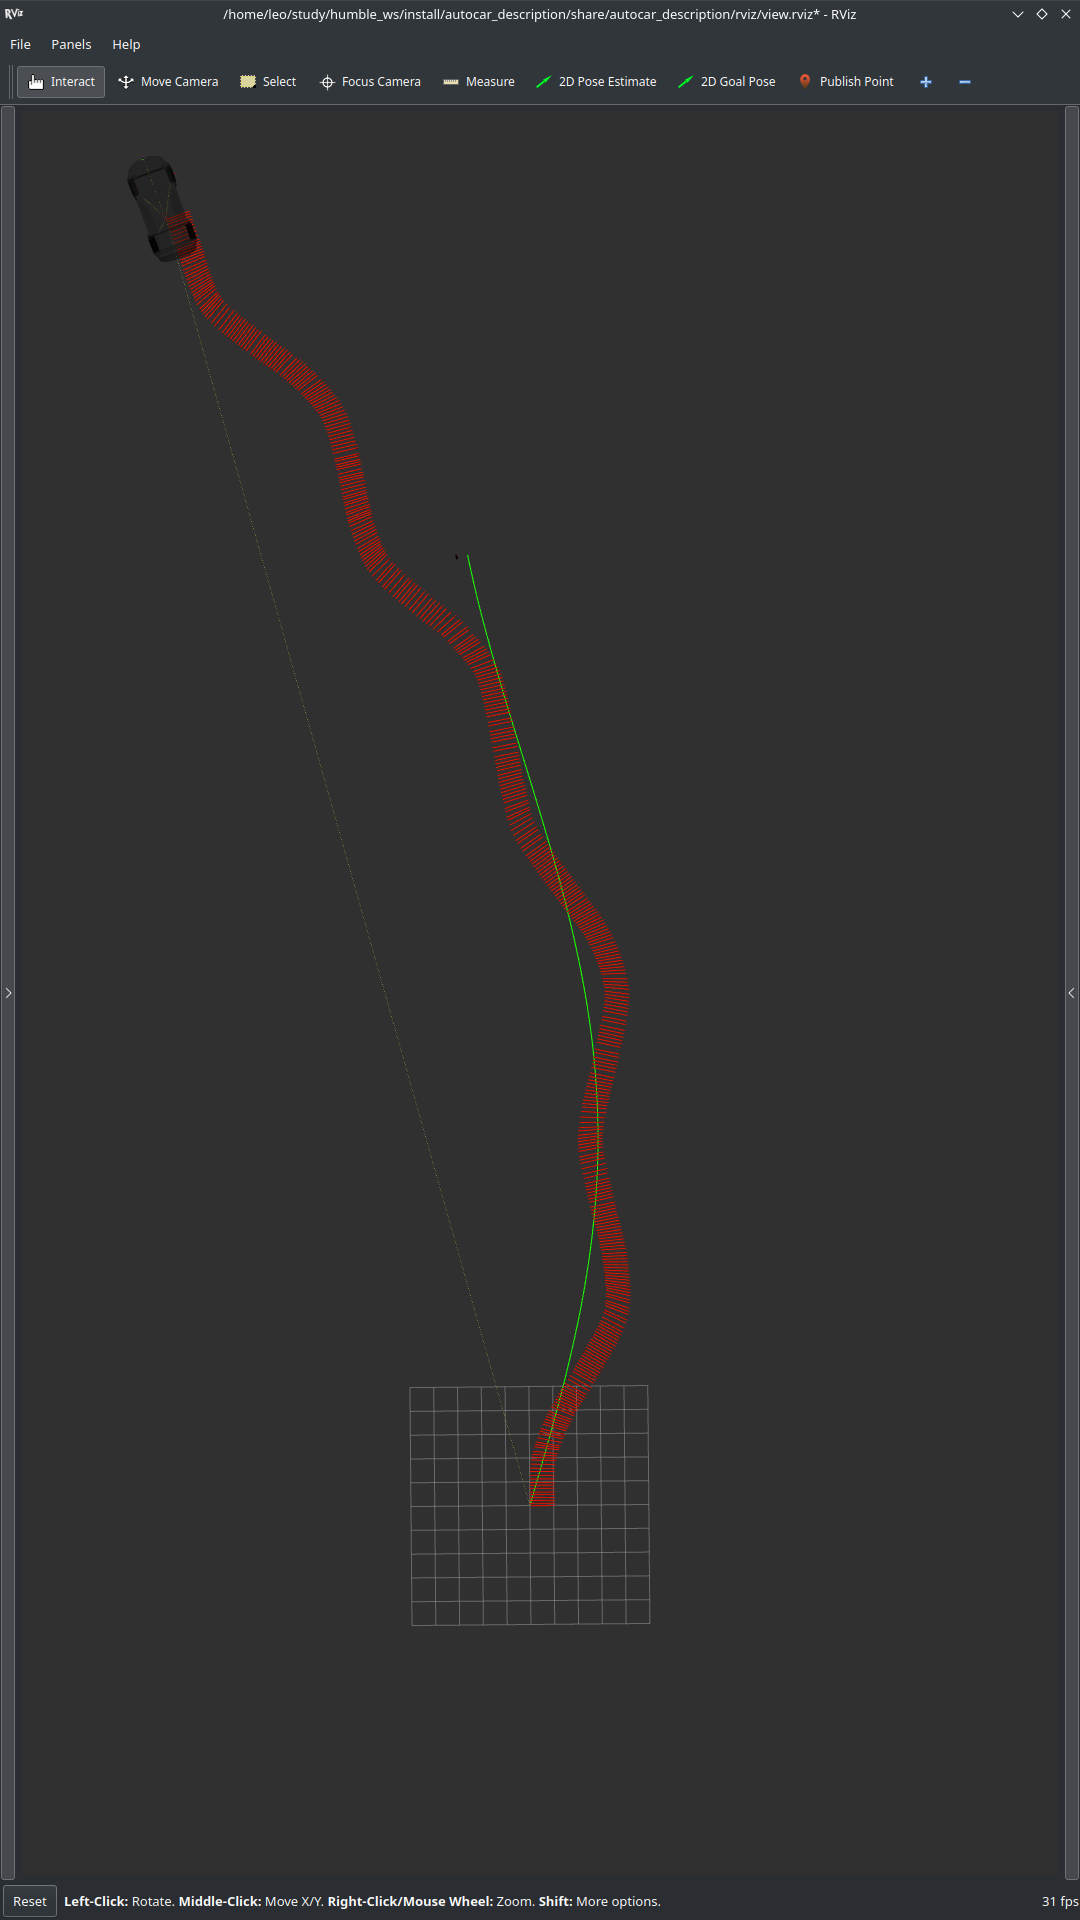 RViz /home/leo/study/humble_ws/install/autocar_description/share/autocar_description/rviz/view.rviz* - RViz
File Panels Help
Interact Move Camera Select Focus Camera Measure 2D Pose Estimate 2D Goal Pose Publish Point
Reset Left-Click: Rotate. Middle-Click: Move X/Y. Right-Click/Mouse Wheel: Zoom. Shift: More options. 31 fps